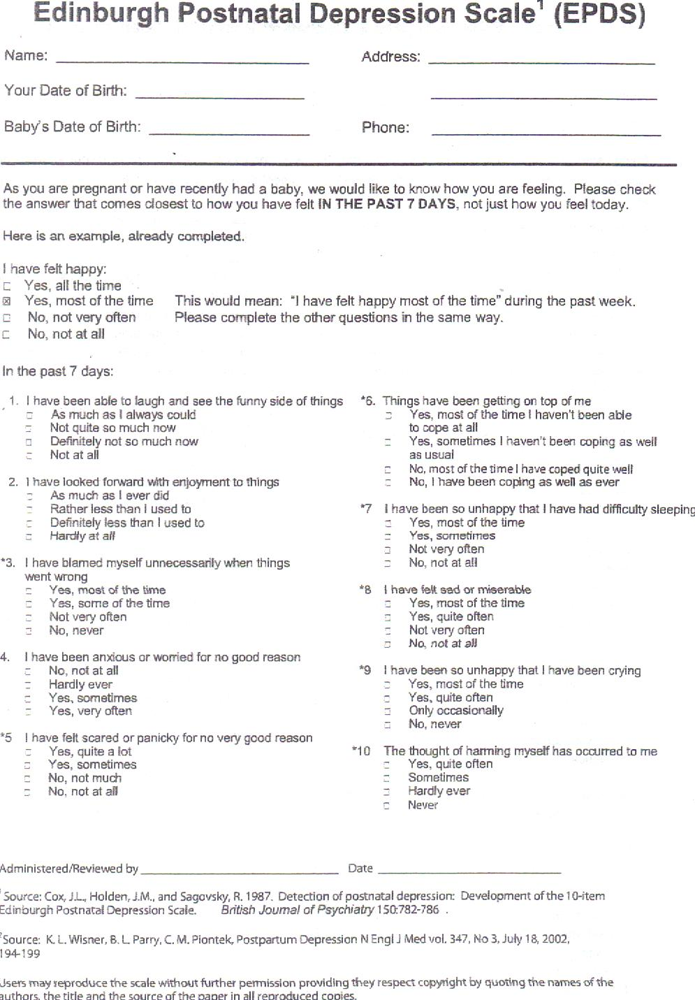 Edinburgh Postnatal Depression Scale¹ (EPDS)
Name:
Address:
Your Date of Birth:
Baby's Date of Birth:
Phone:
As you are pregnant or have recently had a baby, we would like to know how you are feeling. Please check
the answer that comes closest to how you have felt IN THE PAST 7 DAYS, not just how you feel today.
Here is an example, already completed.
I have felt happy:
Yes, all the time
☒ Yes, most of the time This would mean: "I have felt happy most of the time" during the past week.
No, not very often Please complete the other questions in the same way.
No, not at all
In the past 7 days:
1. I have been able to laugh and see the funny side of things
As much as I always could
Not quite so much now
Definitely not so much now
Not at all
2. I have looked forward with enjoyment to things
As much as I ever did
Rather less than I used to
Definitely less than I used to
Hardly at all
*3. I have blamed myself unnecessarily when things
went wrong
Yes, most of the time
Yes, some of the time
Not very often
No, never
4. I have been anxious or worried for no good reason
No, not at all
Hardly ever
Yes, sometimes
Yes, very often
*5 I have felt scared or panicky for no very good reason
Yes, quite a lot
Yes, sometimes
No, not much
No, not at all
*6. Things have been getting on top of me
Yes, most of the time I haven't been able
to cope at all
Yes, sometimes I haven't been coping as well
as usual
No, most of the time I have coped quite well
No, I have been coping as well as ever
*7 I have been so unhappy that I have had difficulty sleeping
Yes, most of the time
Yes, sometimes
Not very often
No, not at all
*8 I have felt sad or miserable
Yes, most of the time
Yes, quite often
Not very often
No, not at all
*9 I have been so unhappy that I have been crying
Yes, most of the time
Yes, quite often
Only occasionally
No, never
*10 The thought of harming myself has occurred to me
Yes, quite often
Sometimes
Hardly ever
Never
Administered/Reviewed by Date
¹Source: Cox, J.L., Holden, J.M., and Sagovsky, R. 1987. Detection of postnatal depression: Development of the 10-item
Edinburgh Postnatal Depression Scale. British Journal of Psychiatry 150:782-786 .
²Source: K. L. Wisner, B. L. Parry, C. M. Piontek, Postpartum Depression N Engl J Med vol. 347, No 3, July 18, 2002,
194-199
Users may reproduce the scale without further permission providing they respect copyright by quoting the names of the
authors, the title and the source of the paper in all reproduced copies.